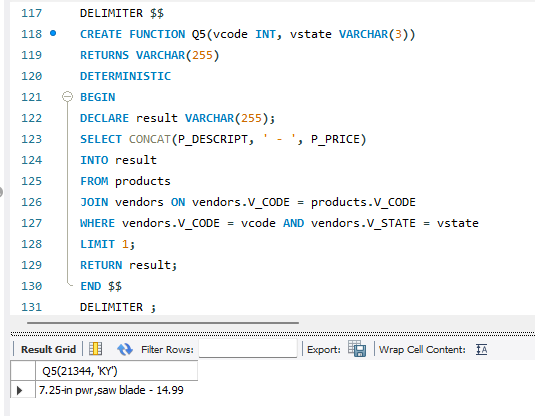 117 DELIMITER $$
118 CREATE FUNCTION Q5(vcode INT, vstate VARCHAR(3))
119 RETURNS VARCHAR(255)
120 DETERMINISTIC
121 BEGIN
122 DECLARE result VARCHAR(255);
123 SELECT CONCAT(P_DESCRIPT, ' - ', P_PRICE)
124 INTO result
125 FROM products
126 JOIN vendors ON vendors.V_CODE = products.V_CODE
127 WHERE vendors.V_CODE = vcode AND vendors.V_STATE = vstate
128 LIMIT 1;
129 RETURN result;
130 END $$
131 DELIMITER ;
Result Grid Filter Rows: Export: Wrap Cell Content: IA
Q5(21344, 'KY')
7.25-in pwr,saw blade - 14.99